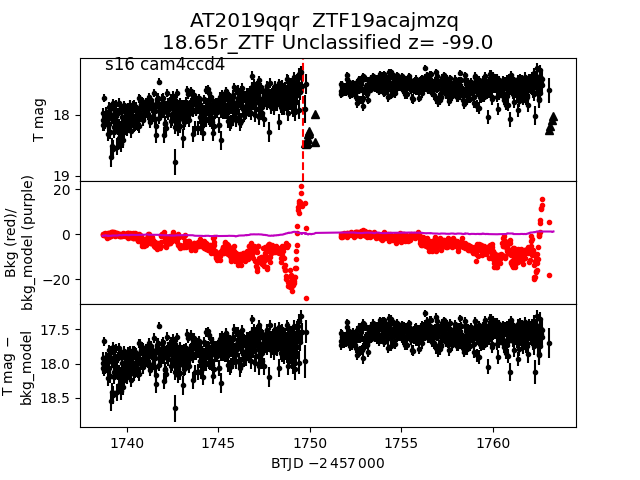 AT2019qqr  ZTF19acajmzq
18.65r_ZTF Unclassified z= -99.0
s16 cam4ccd4
T mag
18
19
Bkg (red)/
bkg_model (purple)
20
0
−20
T mag −
bkg_model
17.5
18.0
18.5
1740
1745
1750
1755
1760
BTJD −2 457 000